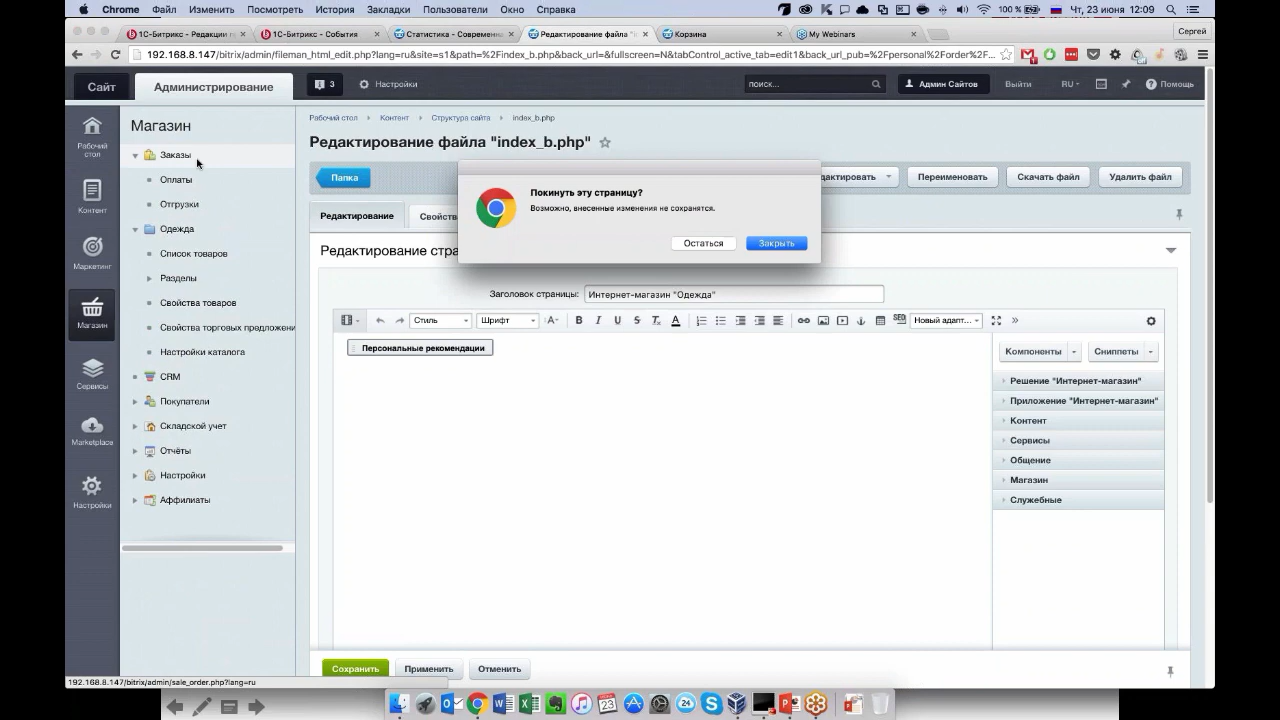 Chrome Файл Изменить Посмотреть История Закладки Пользователи Окно Справка 100 % Чт, 23 июня 12:09
1С-Битрикс - Редакции п 1С-Битрикс - События Статистика - Современн Редактирование файла "i Корзина My Webinars Сергей
192.168.8.147/bitrix/admin/fileman_html_edit.php?lang=ru&site=s1&path=%2Findex_b.php&back_url=&fullscreen=N&tabControl_active_tab=edit1&back_url_pub=%2Fpersonal%2Forder%2F...
Сайт Администрирование 3 Настройки поиск... Админ Сайтов Выйти RU Помощь
Рабочий стол
Контент
Маркетинг
Магазин
Сервисы
Marketplace
Настройки
Магазин
Заказы
Оплаты
Отгрузки
Одежда
Список товаров
Разделы
Свойства товаров
Свойства торговых предложени
Настройки каталога
CRM
Покупатели
Складской учет
Отчёты
Настройки
Аффилиаты
Рабочий стол Контент Структура сайта index_b.php
Редактирование файла "index_b.php"
Папка дактировать Переименовать Скачать файл Удалить файл
Редактирование Свойств
Покинуть эту страницу?
Возможно, внесенные изменения не сохранятся.
Остаться Закрыть
Редактирование стра
Заголовок страницы: Интернет-магазин "Одежда"
Стиль Шрифт A B I U S T A SEO Новый адапт...
Персональные рекомендации
Компоненты Сниппеты
Решение "Интернет-магазин"
Приложение "Интернет-магазин"
Контент
Сервисы
Общение
Магазин
Служебные
Сохранить Применить Отменить
192.168.8.147/bitrix/admin/sale_order.php?lang=ru
23 24